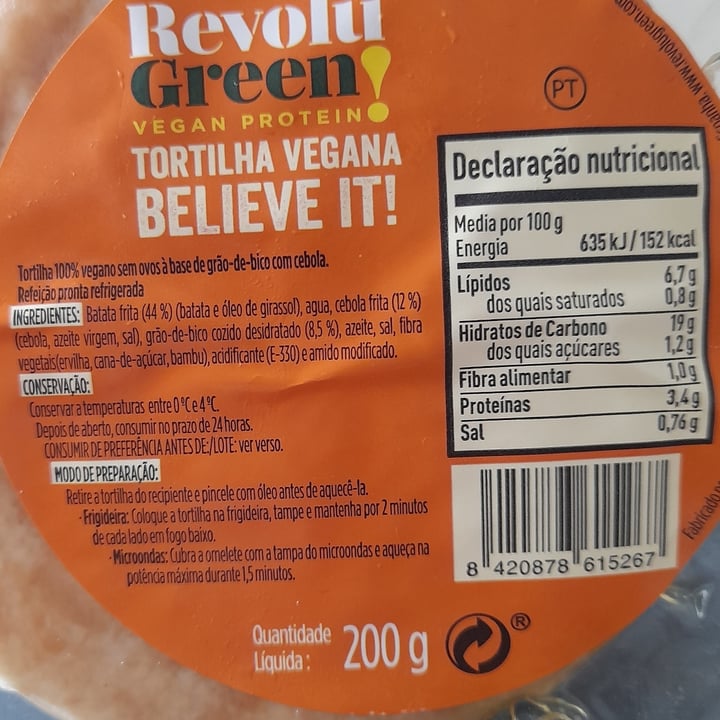 Revolu
Green!
VEGAN PROTEIN
TORTILHA VEGANA
BELIEVE IT!
Tortilha 100% vegano sem ovos à base de grão-de-bico com cebola.
Refeição pronta refrigerada
INGREDIENTES: Batata frita (44 %) (batata e óleo de girassol), agua, cebola frita (12 %)
(cebola, azeite virgem, sal), grão-de-bico cozido desidratado (8,5 %), azeite, sal, fibra
vegetais(ervilha, cana-de-açúcar, bambu), acidificante (E-330) e amido modificado.
CONSERVAÇÃO:
Conservar a temperaturas entre 0 °C e 4 °C.
Depois de aberto, consumir no prazo de 24 horas.
CONSUMIR DE PREFERÊNCIA ANTES DE:/LOTE: ver verso.
MODO DE PREPARAÇÃO:
Retire a tortilha do recipiente e pincele com óleo antes de aquecê-la.
· Frigideira: Coloque a tortilha na frigideira, tampe e mantenha por 2 minutos
de cada lado em fogo baixo.
· Microondas: Cubra a omelete com a tampa do microondas e aqueça na
potência máxima durante 1,5 minutos.
Quantidade
Líquida: 200 g
®
PT
Declaração nutricional
Media por 100 g
Energia 635 kJ / 152 kcal
Lípidos 6,7 g
dos quais saturados 0,8 g
Hidratos de Carbono 19 g
dos quais açúcares 1,2 g
Fibra alimentar 1,0 g
Proteínas 3,4 g
Sal 0,76 g
8 420878 615267
www.revolugreen.com
Fabricado